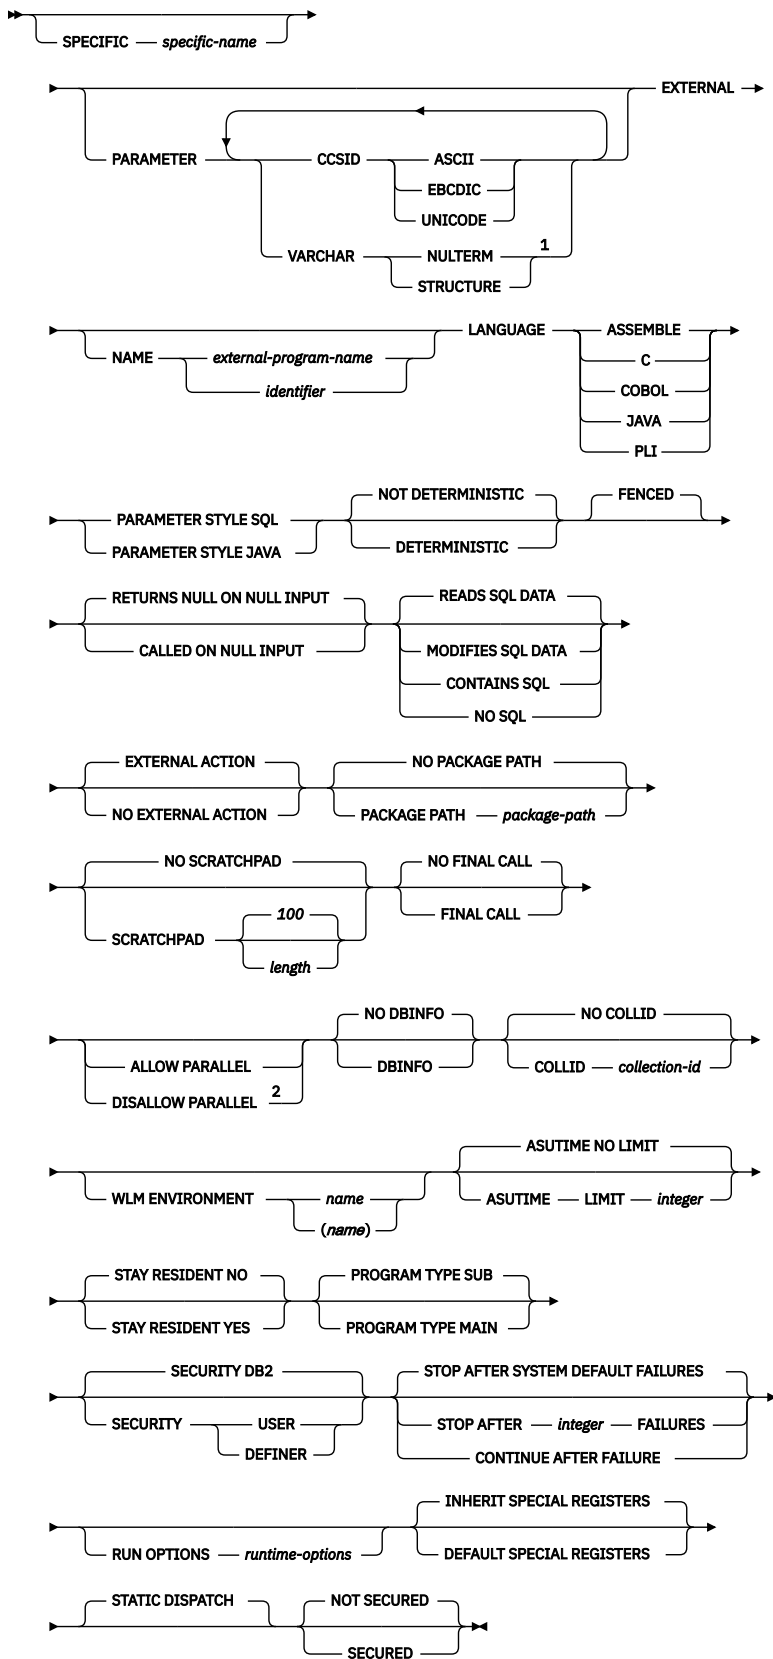 SPECIFIC specific-name
EXTERNAL
PARAMETER CCSID ASCII
EBCDIC
UNICODE
VARCHAR NULTERM 1
STRUCTURE
LANGUAGE ASSEMBLE
NAME external-program-name C
identifier COBOL
JAVA
PLI
NOT DETERMINISTIC FENCED
PARAMETER STYLE SQL
PARAMETER STYLE JAVA DETERMINISTIC
RETURNS NULL ON NULL INPUT READS SQL DATA
CALLED ON NULL INPUT MODIFIES SQL DATA
CONTAINS SQL
NO SQL
EXTERNAL ACTION NO PACKAGE PATH
NO EXTERNAL ACTION PACKAGE PATH package-path
NO SCRATCHPAD NO FINAL CALL
100 FINAL CALL
SCRATCHPAD
length
NO DBINFO NO COLLID
ALLOW PARALLEL DBINFO COLLID collection-id
DISALLOW PARALLEL 2
ASUTIME NO LIMIT
WLM ENVIRONMENT name ASUTIME LIMIT integer
(name)
STAY RESIDENT NO PROGRAM TYPE SUB
STAY RESIDENT YES PROGRAM TYPE MAIN
SECURITY DB2 STOP AFTER SYSTEM DEFAULT FAILURES
SECURITY USER STOP AFTER integer FAILURES
DEFINER CONTINUE AFTER FAILURE
INHERIT SPECIAL REGISTERS
RUN OPTIONS runtime-options DEFAULT SPECIAL REGISTERS
STATIC DISPATCH NOT SECURED
SECURED